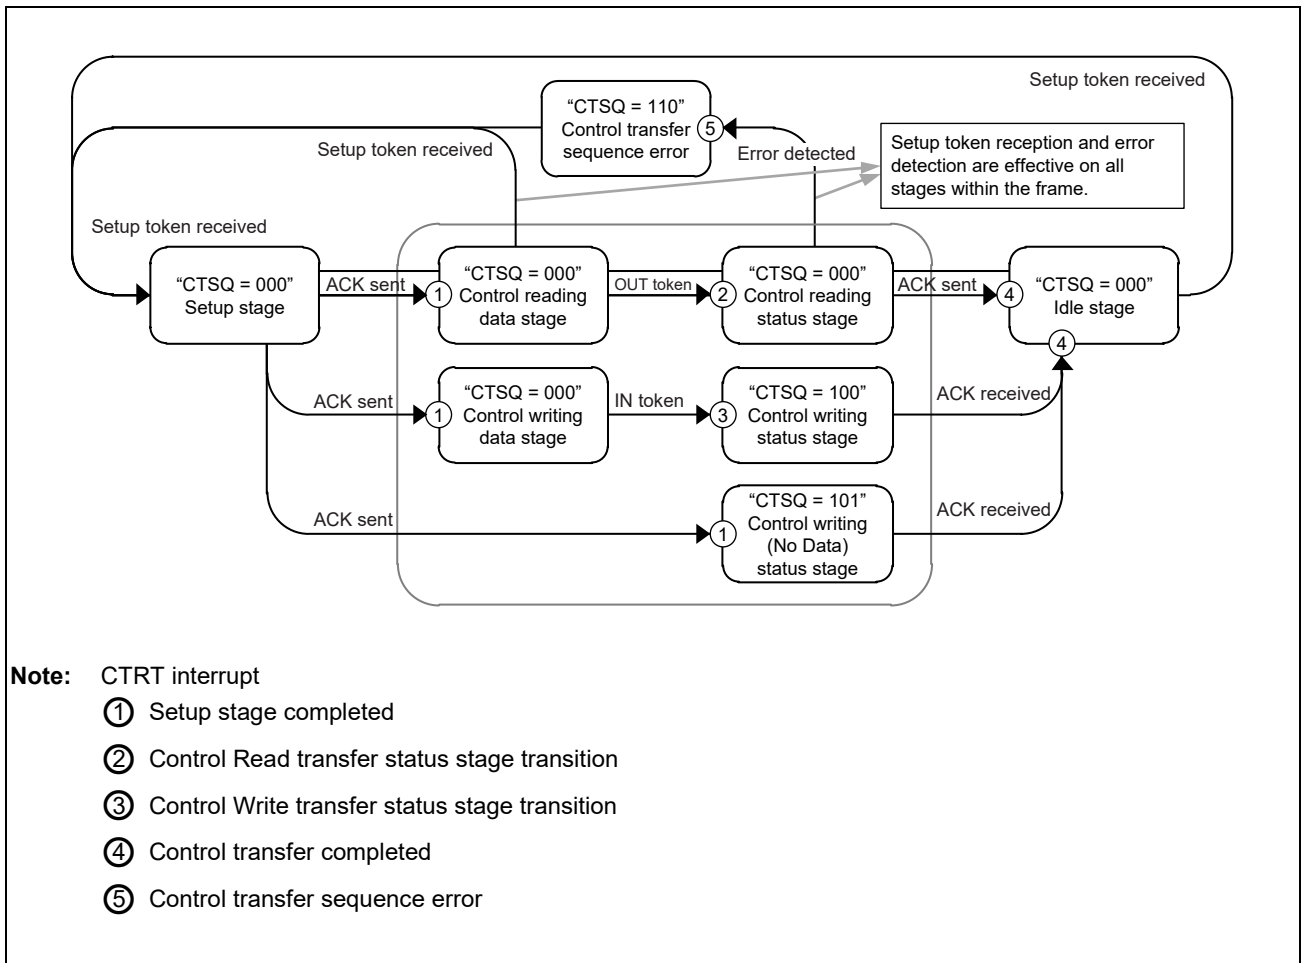 Setup token received
“CTSQ = 110”
Control transfer
sequence error
5
Setup token received
Error detected
Setup token reception and error
detection are effective on all
stages within the frame.
Setup token received
“CTSQ = 000”
Setup stage
ACK sent
1
“CTSQ = 000”
Control reading
data stage
OUT token
2
“CTSQ = 000”
Control reading
status stage
ACK sent
4
“CTSQ = 000”
Idle stage
4
ACK sent
1
“CTSQ = 000”
Control writing
data stage
IN token
3
“CTSQ = 100”
Control writing
status stage
ACK received
ACK sent
1
“CTSQ = 101”
Control writing
(No Data)
status stage
ACK received
Note: CTRT interrupt
1 Setup stage completed
2 Control Read transfer status stage transition
3 Control Write transfer status stage transition
4 Control transfer completed
5 Control transfer sequence error